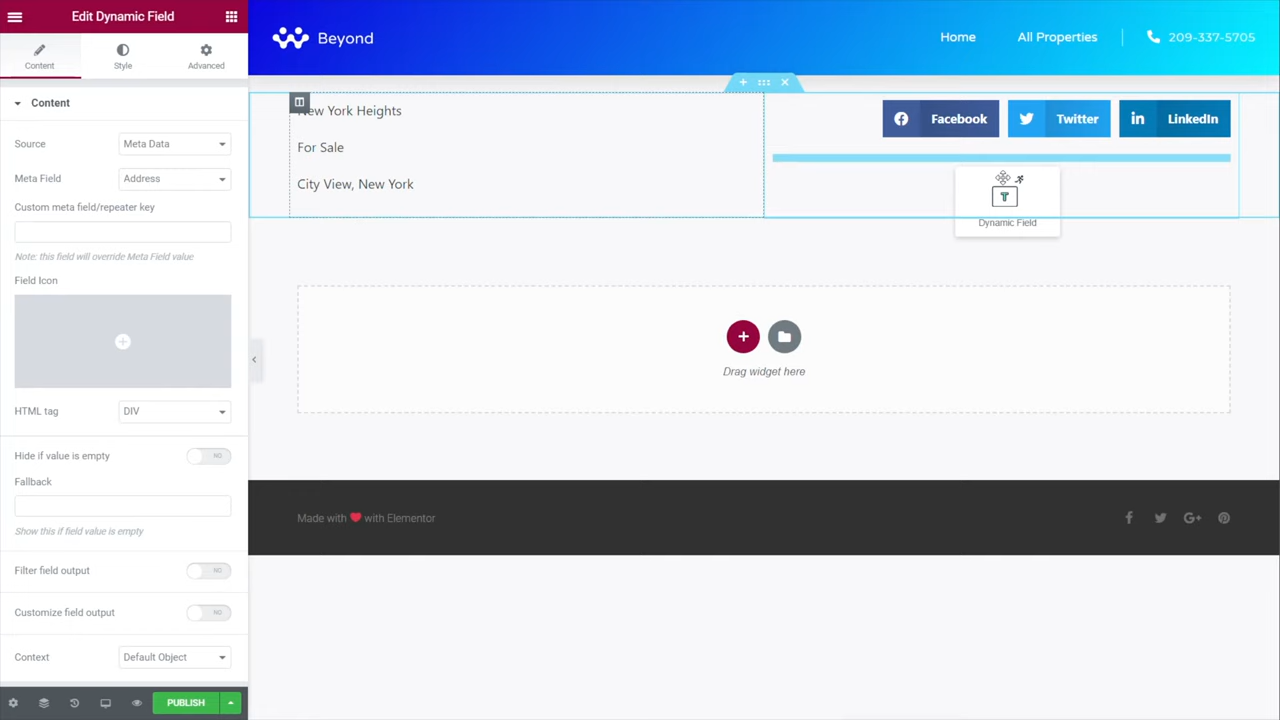 Edit Dynamic Field
Content
Style
Advanced
Content
Source
Meta Data
Meta Field
Address
Custom meta field/repeater key
Note: this field will override Meta Field value
Field Icon
HTML tag
DIV
Hide if value is empty
NO
Fallback
Show this if field value is empty
Filter field output
NO
Customize field output
NO
Context
Default Object
PUBLISH
Beyond
Home
All Properties
209-337-5705
New York Heights
For Sale
City View, New York
Facebook
Twitter
LinkedIn
T
Dynamic Field
Drag widget here
Made with ❤ with Elementor